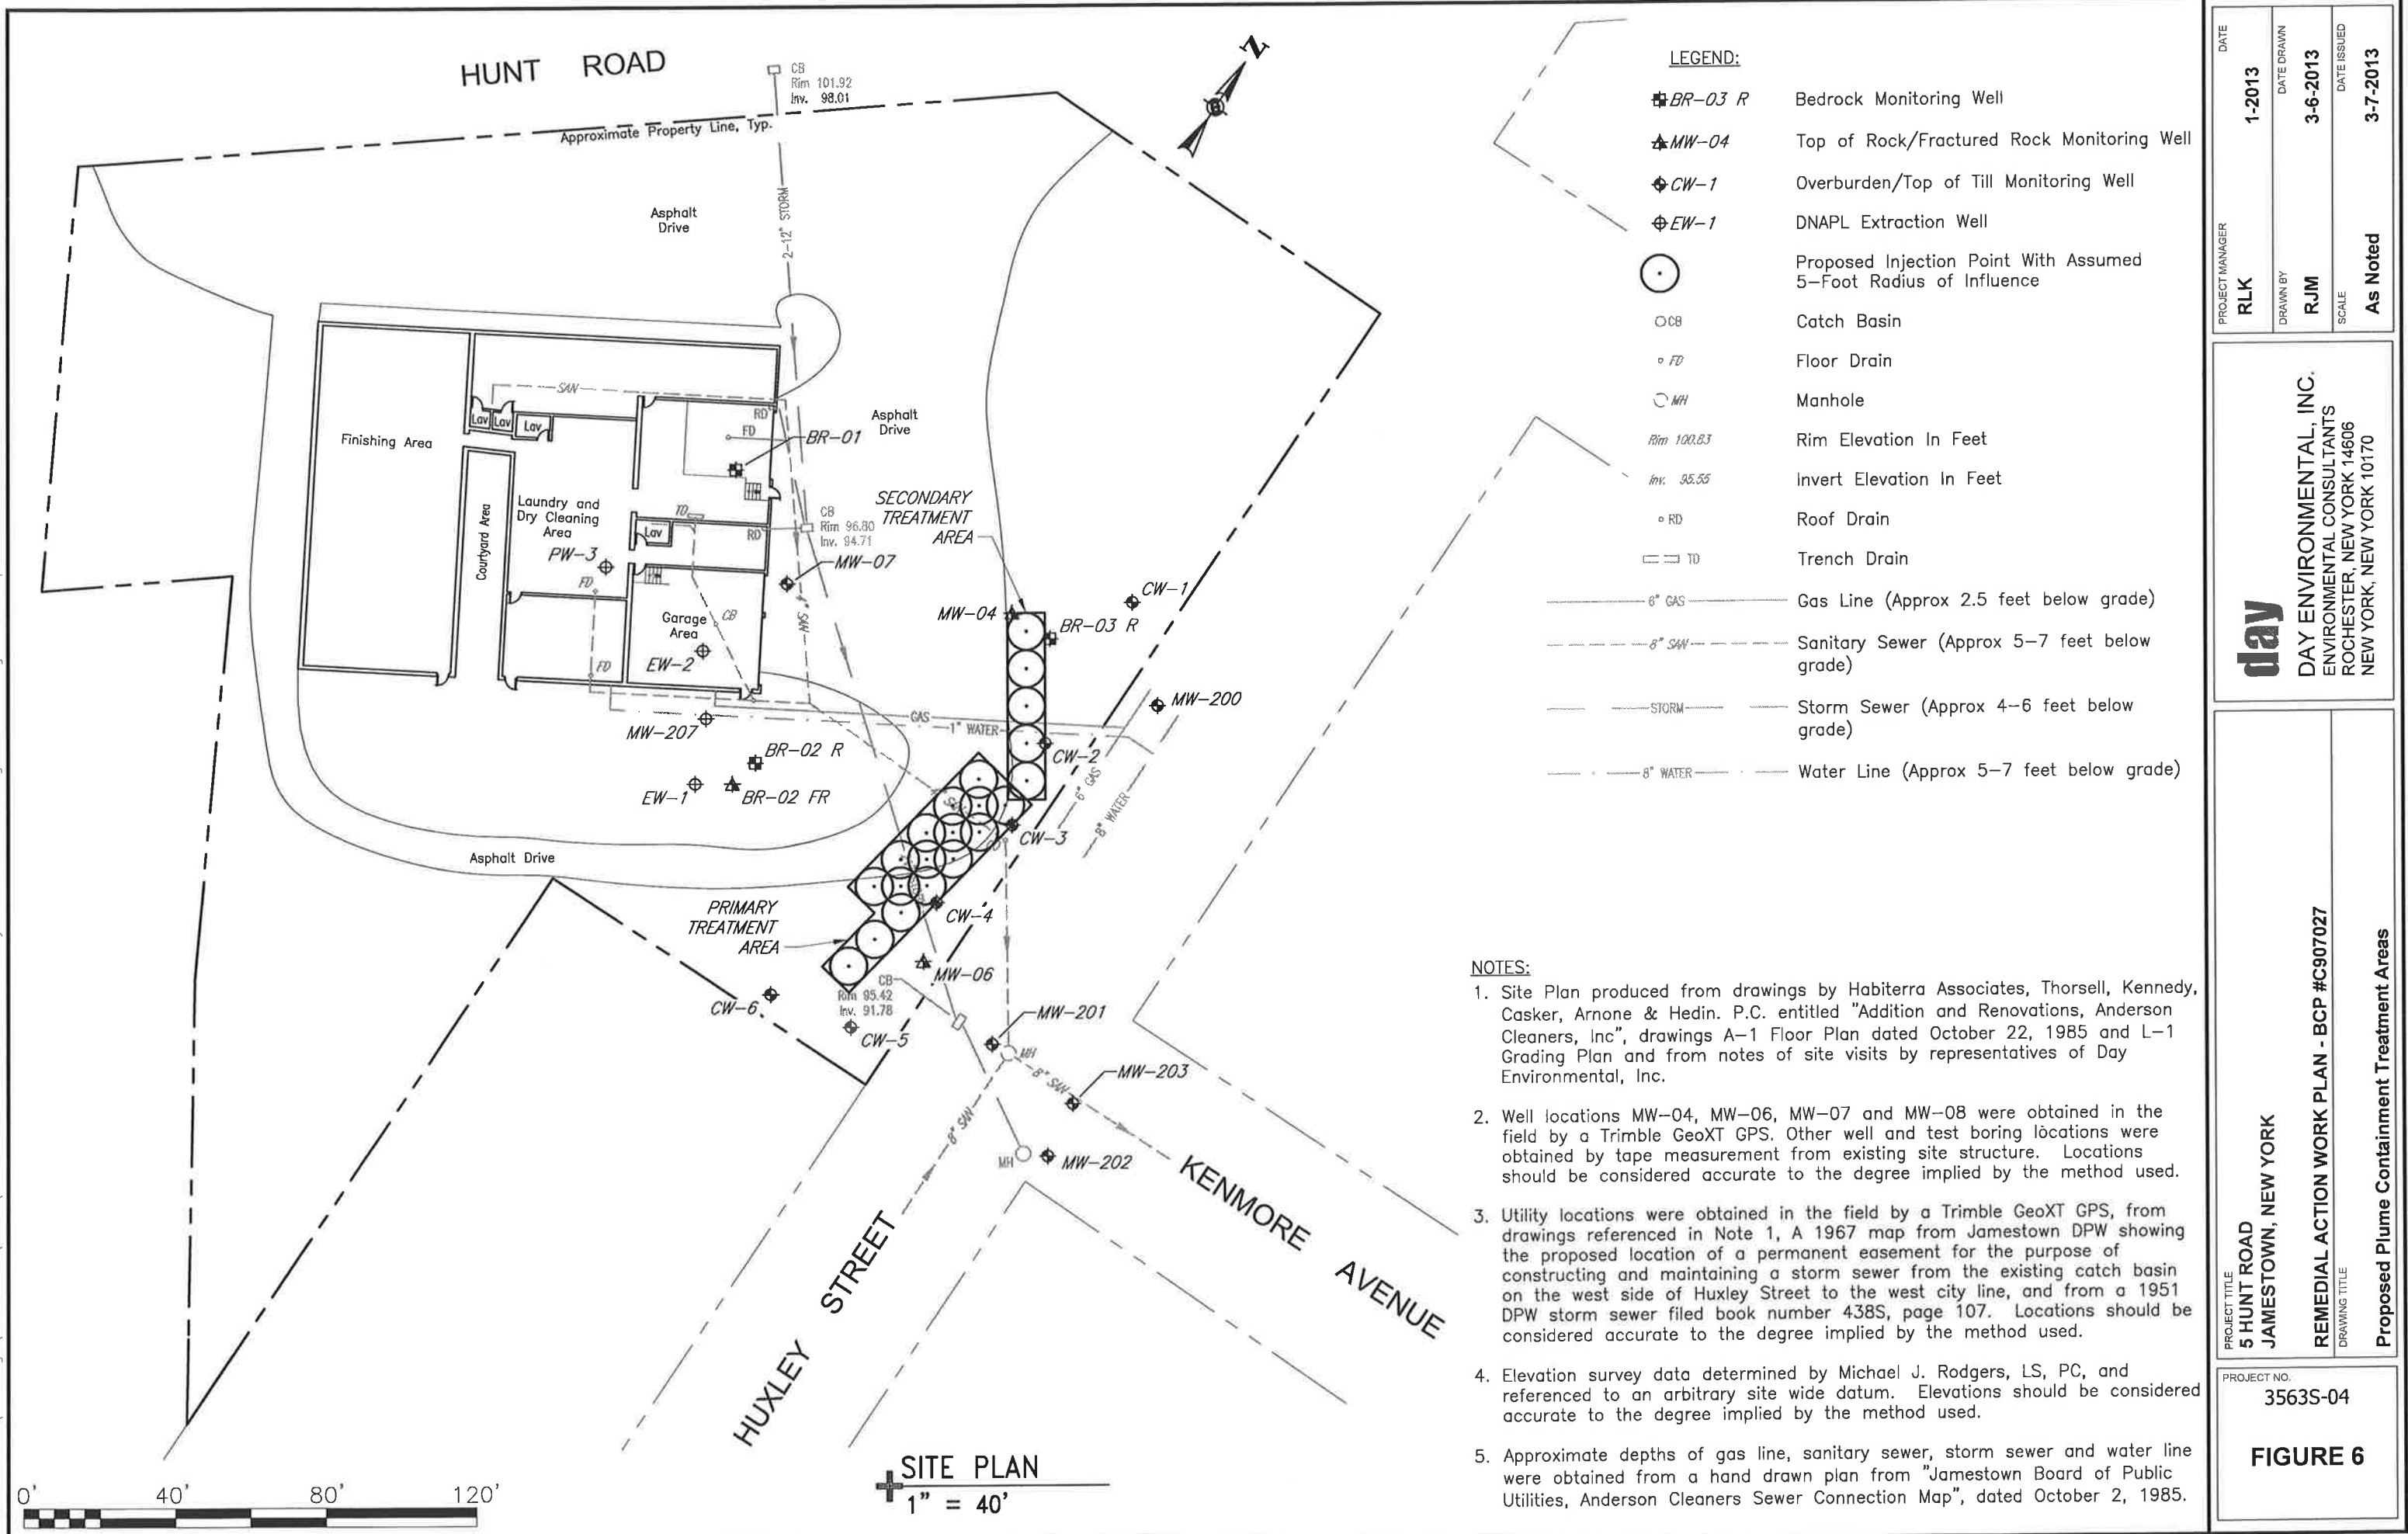 HUNT ROAD
CB
Rim 101.92
Inv. 98.01
Approximate Property Line, Typ.
N
2-12" STORM
Asphalt
Drive
SAN
Lav
Lav
Lav
RD
FD
BR-01
Asphalt
Drive
Finishing Area
Courtyard Area
Laundry and
Dry Cleaning
Area
PW-3
FD
TD
Lav
RD
CB
Rim 96.80
Inv. 94.71
MW-07
SECONDARY
TREATMENT
AREA
Garage
Area
CB
EW-2
FD
SAN
MW-04
BR-03 R
CW-1
MW-200
MW-207
GAS
1" WATER
CW-2
6" GAS
8" WATER
BR-02 R
EW-1
BR-02 FR
CW-3
Asphalt Drive
PRIMARY
TREATMENT
AREA
CW-4
MW-06
CB
Rim 95.42
Inv. 91.78
CW-6
CW-5
MW-201
MH
8" SAN
MW-203
8" SAN
MH
MW-202
HUXLEY STREET
KENMORE AVENUE
0' 40' 80' 120'
SITE PLAN
1" = 40'
LEGEND:
BR-03 R Bedrock Monitoring Well
MW-04 Top of Rock/Fractured Rock Monitoring Well
CW-1 Overburden/Top of Till Monitoring Well
EW-1 DNAPL Extraction Well
Proposed Injection Point With Assumed
5-Foot Radius of Influence
CB Catch Basin
FD Floor Drain
MH Manhole
Rim 100.83 Rim Elevation In Feet
Inv. 95.55 Invert Elevation In Feet
RD Roof Drain
TD Trench Drain
6" GAS Gas Line (Approx 2.5 feet below grade)
8" SAN Sanitary Sewer (Approx 5-7 feet below
grade)
STORM Storm Sewer (Approx 4-6 feet below
grade)
8" WATER Water Line (Approx 5-7 feet below grade)
NOTES:
1. Site Plan produced from drawings by Habiterra Associates, Thorsell, Kennedy,
Casker, Arnone & Hedin. P.C. entitled "Addition and Renovations, Anderson
Cleaners, Inc", drawings A-1 Floor Plan dated October 22, 1985 and L-1
Grading Plan and from notes of site visits by representatives of Day
Environmental, Inc.
2. Well locations MW-04, MW-06, MW-07 and MW-08 were obtained in the
field by a Trimble GeoXT GPS. Other well and test boring locations were
obtained by tape measurement from existing site structure. Locations
should be considered accurate to the degree implied by the method used.
3. Utility locations were obtained in the field by a Trimble GeoXT GPS, from
drawings referenced in Note 1, A 1967 map from Jamestown DPW showing
the proposed location of a permanent easement for the purpose of
constructing and maintaining a storm sewer from the existing catch basin
on the west side of Huxley Street to the west city line, and from a 1951
DPW storm sewer filed book number 438S, page 107. Locations should be
considered accurate to the degree implied by the method used.
4. Elevation survey data determined by Michael J. Rodgers, LS, PC, and
referenced to an arbitrary site wide datum. Elevations should be considered
accurate to the degree implied by the method used.
5. Approximate depths of gas line, sanitary sewer, storm sewer and water line
were obtained from a hand drawn plan from "Jamestown Board of Public
Utilities, Anderson Cleaners Sewer Connection Map", dated October 2, 1985.
PROJECT MANAGER
RLK
DATE
1-2013
DRAWN BY
RJM
DATE DRAWN
3-6-2013
SCALE
As Noted
DATE ISSUED
3-7-2013
day
DAY ENVIRONMENTAL, INC.
ENVIRONMENTAL CONSULTANTS
ROCHESTER, NEW YORK 14606
NEW YORK, NEW YORK 10170
PROJECT TITLE
5 HUNT ROAD
JAMESTOWN, NEW YORK
REMEDIAL ACTION WORK PLAN - BCP #C907027
DRAWING TITLE
Proposed Plume Containment Treatment Areas
PROJECT NO.
3563S-04
FIGURE 6